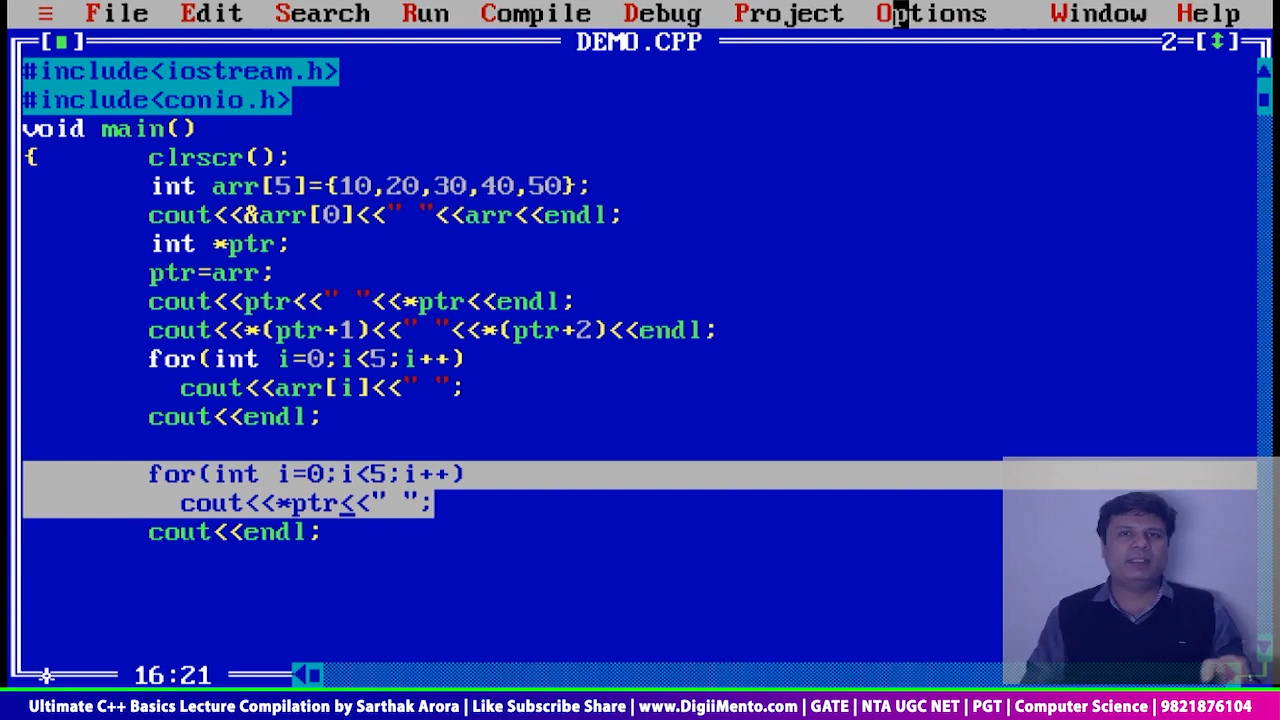 ≡ File Edit Search Run Compile Debug Project Options Window Help
[■] DEMO.CPP 2=[↕]
#include<iostream.h>
#include<conio.h>
void main()
{ clrscr();
int arr[5]={10,20,30,40,50};
cout<<&arr[0]<<" "<<arr<<endl;
int *ptr;
ptr=arr;
cout<<ptr<<" "<<*ptr<<endl;
cout<<*(ptr+1)<<" "<<*(ptr+2)<<endl;
for(int i=0;i<5;i++)
cout<<arr[i]<<" ";
cout<<endl;
for(int i=0;i<5;i++)
cout<<*ptr<<" ";
cout<<endl;
16:21
Ultimate C++ Basics Lecture Compilation by Sarthak Arora | Like Subscribe Share | www.DigiiMento.com | GATE | NTA UGC NET | PGT | Computer Science | 9821876104